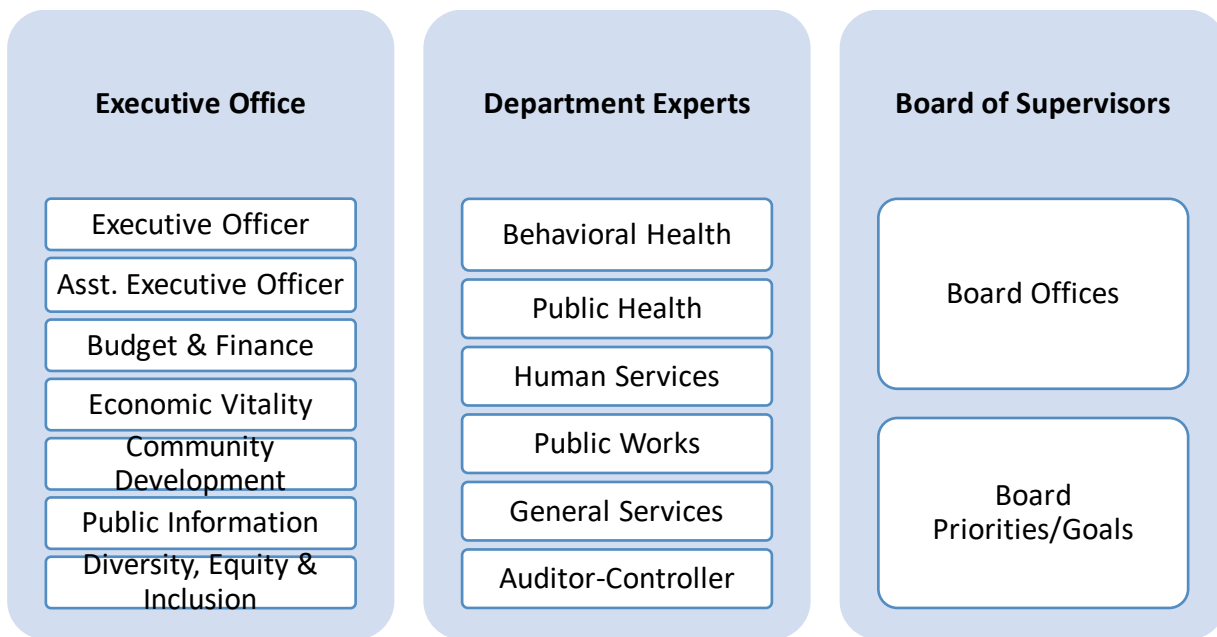 Executive Office
Executive Officer
Asst. Executive Officer
Budget & Finance
Economic Vitality
Community
Development
Public Information
Diversity, Equity &
Inclusion
Department Experts
Behavioral Health
Public Health
Human Services
Public Works
General Services
Auditor-Controller
Board of Supervisors
Board Offices
Board
Priorities/Goals